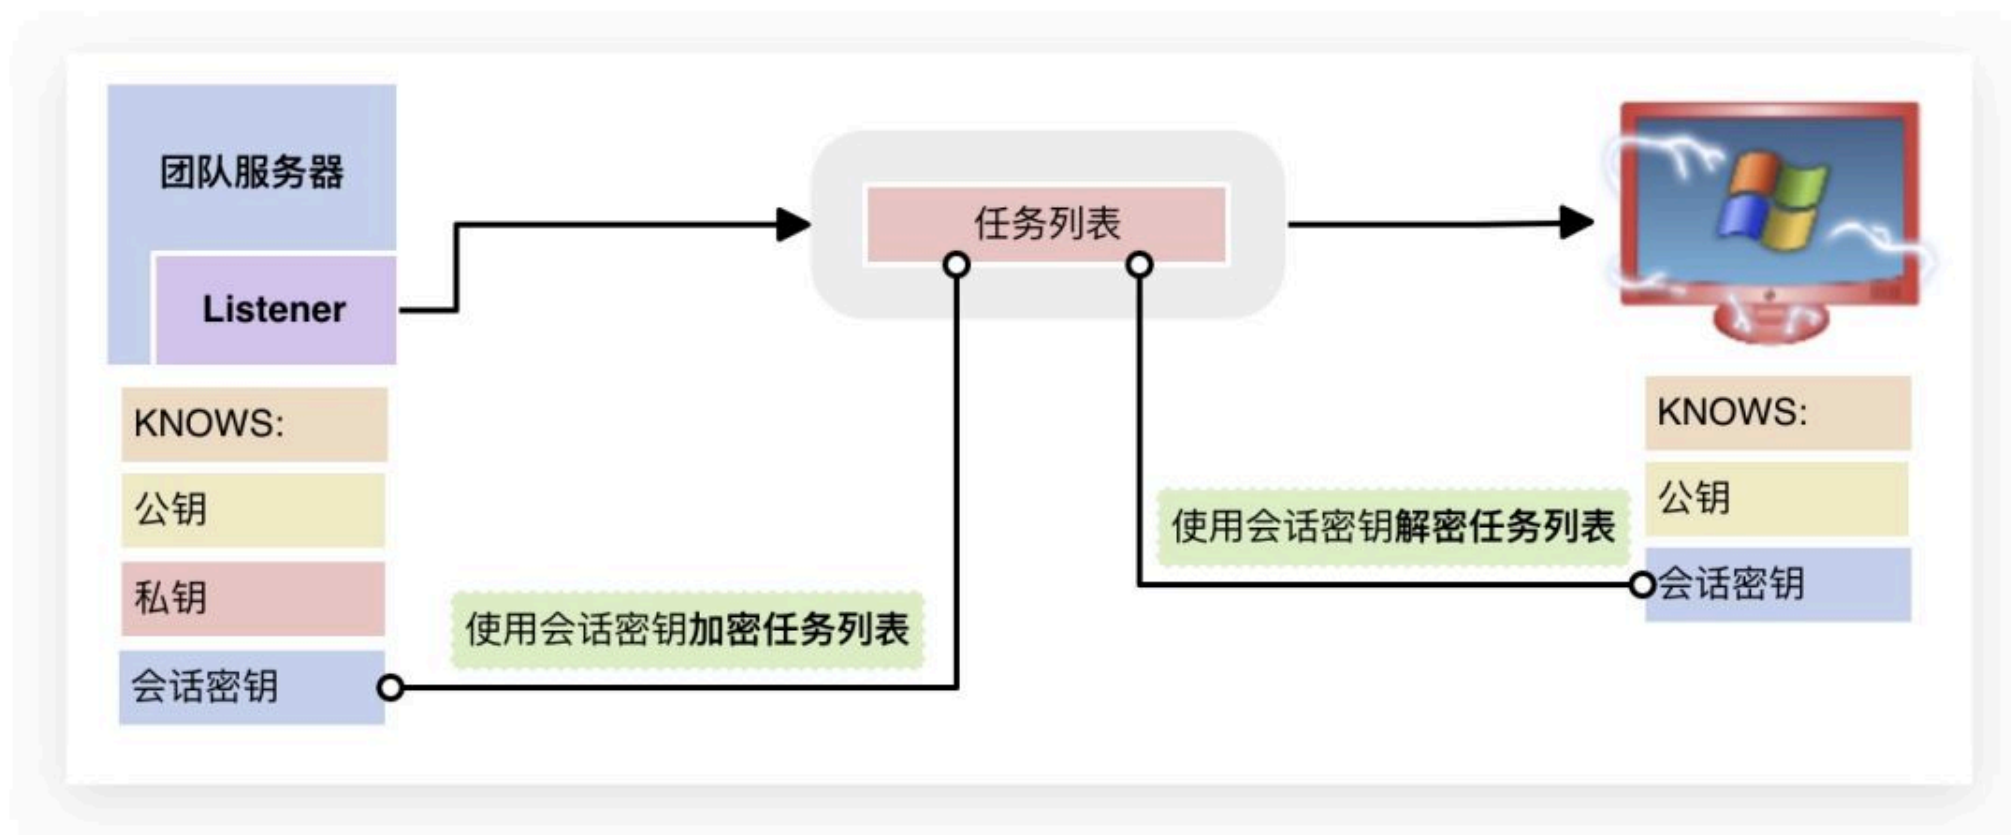 团队服务器
Listener
KNOWS:
公钥
私钥
会话密钥
使用会话密钥加密任务列表
任务列表
使用会话密钥解密任务列表
KNOWS:
公钥
会话密钥